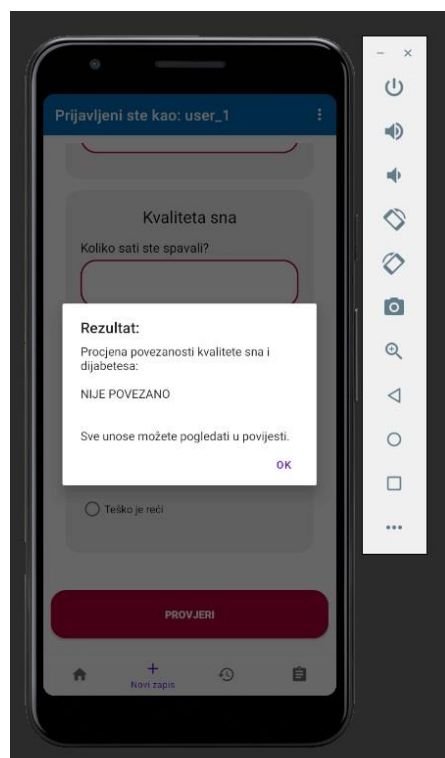 Prijavljeni ste kao: user_1
Kvaliteta sna
Koliko sati ste spavali?
Rezultat:
Procjena povezanosti kvalitete sna i
dijabetesa:
NIJE POVEZANO
Sve unose možete pogledati u povijesti.
OK
Teško je reći
PROVJERI
Novi zapis